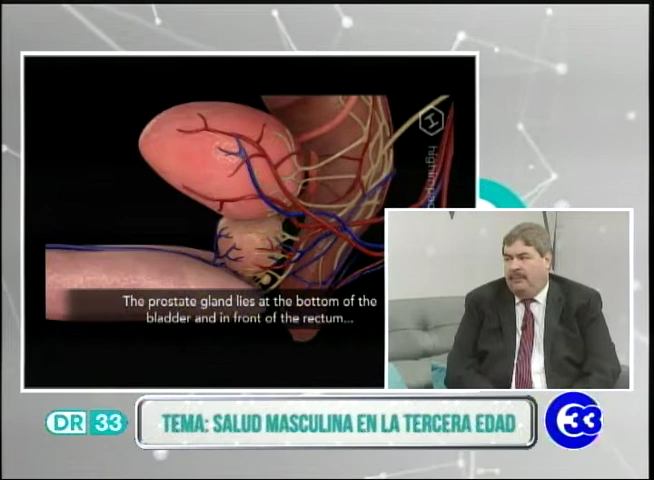 The prostate gland lies at the bottom of the
bladder and in front of the rectum...
DR 33
TEMA: SALUD MASCULINA EN LA TERCERA EDAD
33